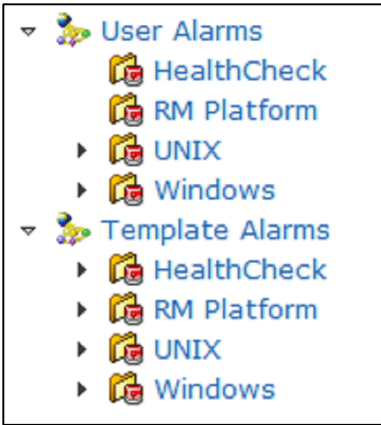 User Alarms
HealthCheck
RM Platform
UNIX
Windows
Template Alarms
HealthCheck
RM Platform
UNIX
Windows